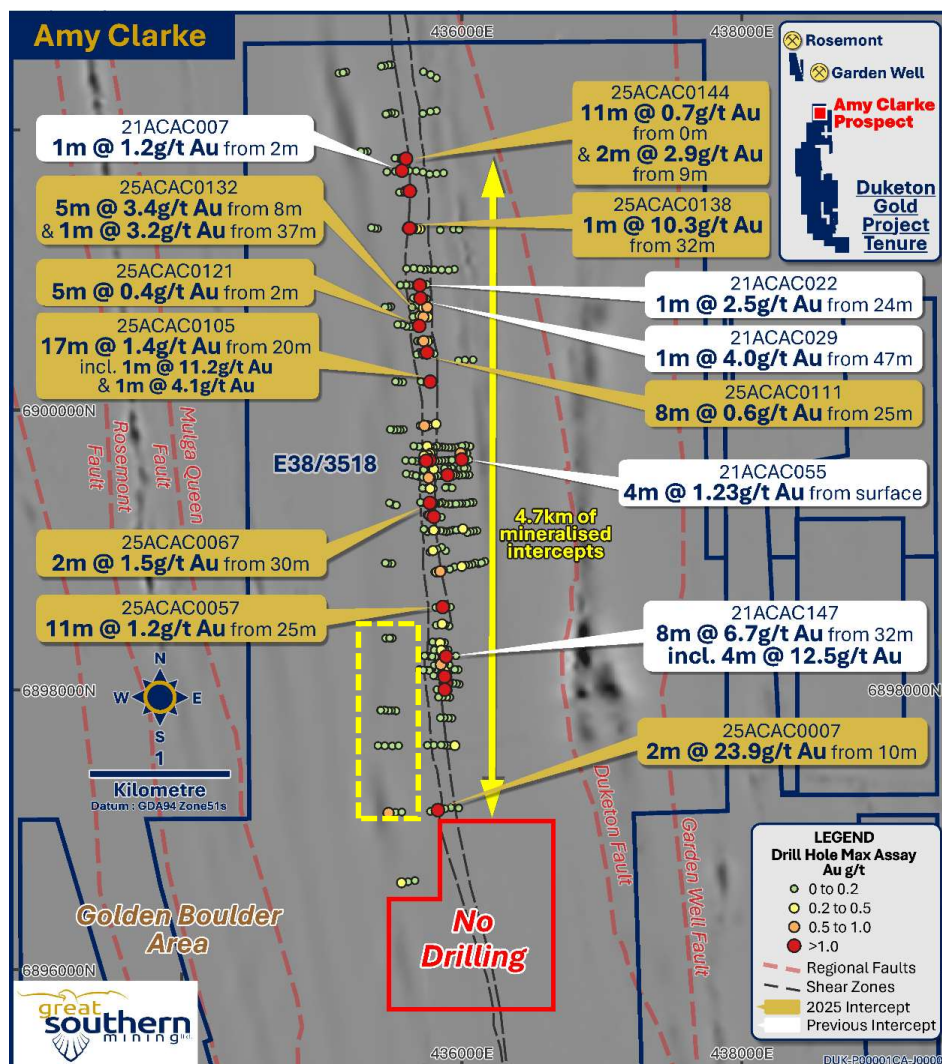 Amy Clarke
436000E
438000E
Rosemont
Garden Well
Amy Clarke
Prospect
Duketon
Gold
Project
Tenure
21ACAC007
1m @ 1.2g/t Au from 2m
25ACAC0144
11m @ 0.7g/t Au
from 0m
& 2m @ 2.9g/t Au
from 9m
25ACAC0132
5m @ 3.4g/t Au from 8m
& 1m @ 3.2g/t Au from 37m
25ACAC0138
1m @ 10.3g/t Au
from 32m
25ACAC0121
5m @ 0.4g/t Au from 2m
21ACAC022
1m @ 2.5g/t Au from 24m
25ACAC0105
17m @ 1.4g/t Au from 20m
incl. 1m @ 11.2g/t Au
& 1m @ 4.1g/t Au
21ACAC029
1m @ 4.0g/t Au from 47m
25ACAC0111
8m @ 0.6g/t Au from 25m
6900000N
Rosemont
Fault
Mulga Queen
Fault
E38/3518
21ACAC055
4m @ 1.23g/t Au from surface
4.7km of
mineralised
intercepts
25ACAC0067
2m @ 1.5g/t Au from 30m
25ACAC0057
11m @ 1.2g/t Au from 25m
21ACAC147
8m @ 6.7g/t Au from 32m
incl. 4m @ 12.5g/t Au
6898000N
6898000N
N
W
E
S
1
Kilometre
Datum : GDA94 Zone51s
25ACAC0007
2m @ 23.9g/t Au from 10m
Duketon Fault
Garden Well Fault
No
Drilling
Golden Boulder
Area
6896000N
LEGEND
Drill Hole Max Assay
Au g/t
0 to 0.2
0.2 to 0.5
0.5 to 1.0
>1.0
Regional Faults
Shear Zones
2025 Intercept
Previous Intercept
great
southern
mining
436000E
438000E